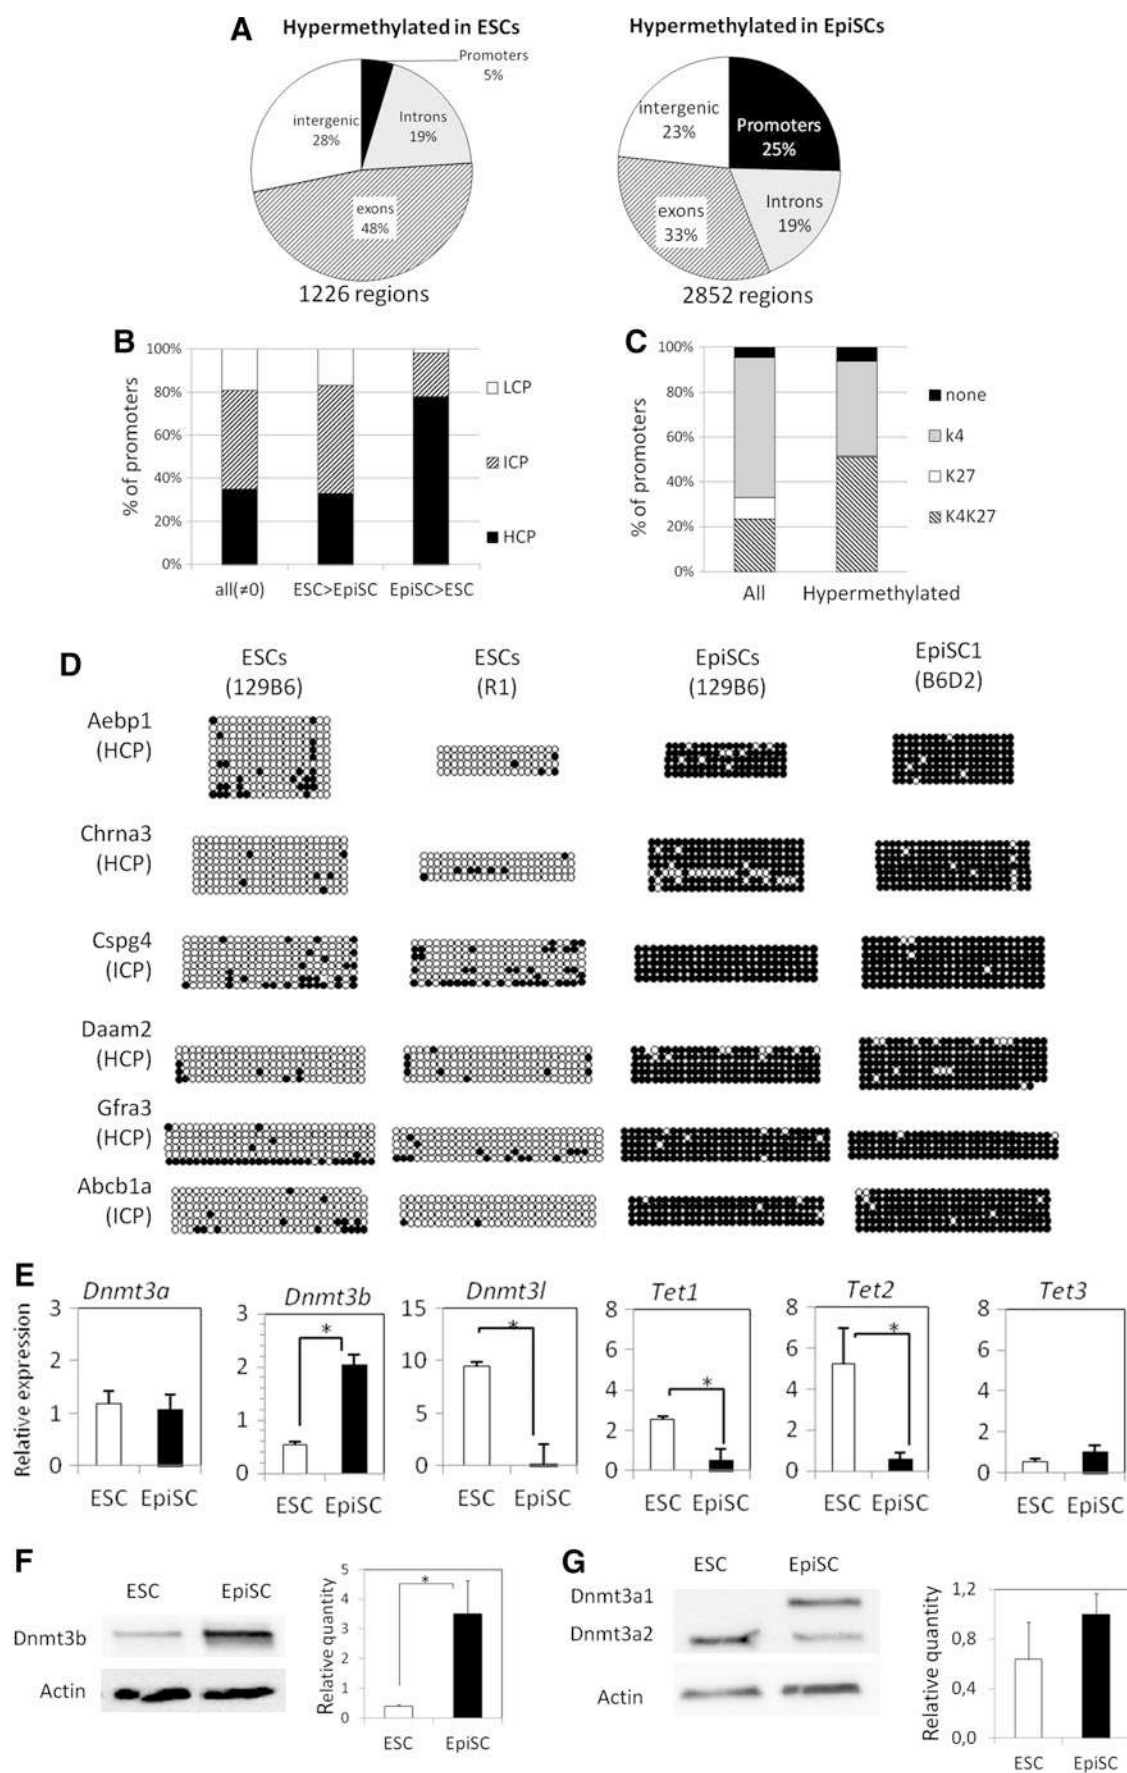 A
Hypermethylated in ESCs
Promoters
5%
Introns
19%
intergenic
28%
exons
48%
1226 regions
Hypermethylated in EpiSCs
intergenic
23%
Promoters
25%
Introns
19%
exons
33%
2852 regions
B
% of promoters
100%
80%
60%
40%
20%
0%
all(≠0)
ESC>EpiSC
EpiSC>ESC
LCP
ICP
HCP
C
% of promoters
100%
80%
60%
40%
20%
0%
All
Hypermethylated
none
k4
K27
K4K27
D
ESCs
(129B6)
ESCs
(R1)
EpiSCs
(129B6)
EpiSC1
(B6D2)
Aebp1
(HCP)
Chrna3
(HCP)
Cspg4
(ICP)
Daam2
(HCP)
Gfra3
(HCP)
Abcb1a
(ICP)
E
Relative expression
Dnmt3a
3
2
1
0
ESC EpiSC
Dnmt3b
3
2
1
0
*
ESC EpiSC
Dnmt3l
15
10
5
0
*
ESC EpiSC
Tet1
8
6
4
2
0
*
ESC EpiSC
Tet2
8
6
4
2
0
*
ESC EpiSC
Tet3
8
6
4
2
0
ESC EpiSC
F
ESC
EpiSC
Dnmt3b
Actin
Relative quantity
5
4
3
2
1
0
*
ESC
EpiSC
G
ESC
EpiSC
Dnmt3a1
Dnmt3a2
Actin
Relative quantity
1,2
0,8
0,4
0,0
ESC
EpiSC